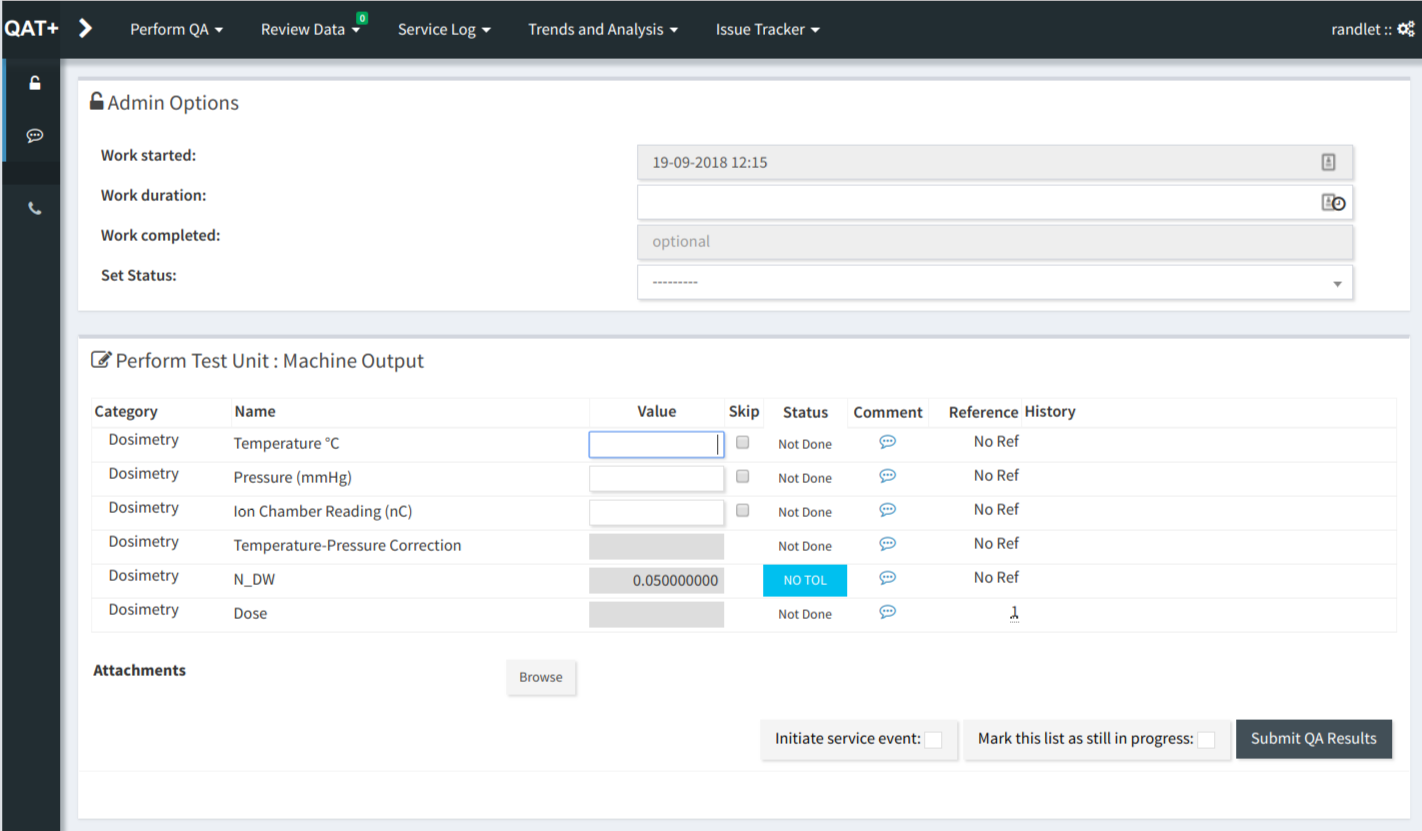 QAT+ Perform QA Review Data 0 Service Log Trends and Analysis Issue Tracker randlet ::
Admin Options
Work started: 19-09-2018 12:15
Work duration:
Work completed: optional
Set Status: ---------
Perform Test Unit : Machine Output
Category Name Value Skip Status Comment Reference History
Dosimetry Temperature °C Not Done No Ref
Dosimetry Pressure (mmHg) Not Done No Ref
Dosimetry Ion Chamber Reading (nC) Not Done No Ref
Dosimetry Temperature-Pressure Correction Not Done No Ref
Dosimetry N_DW 0.050000000 NO TOL No Ref
Dosimetry Dose Not Done 1
Attachments Browse
Initiate service event: Mark this list as still in progress: Submit QA Results